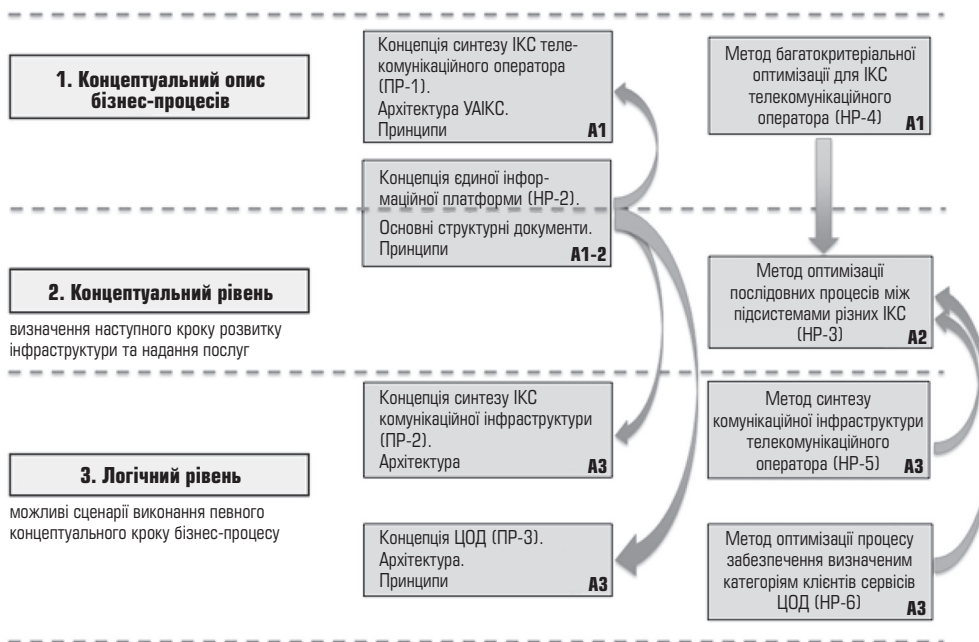 1. Концептуальний опис
бізнес-процесів
Концепція синтезу ІКС теле-
комунікаційного оператора
(ПР-1).
Архітектура УАІКС.
Принципи
А1
Метод багатокритеріальної
оптимізації для ІКС
телекомунікаційного
оператора (НР-4)
А1
Концепція єдиної інфор-
маційної платформи (НР-2).
Основні структурні документи.
Принципи
А1-2
2. Концептуальний рівень
визначення наступного кроку розвитку
інфраструктури та надання послуг
Метод оптимізації
послідовних процесів між
підсистемами різних ІКС
(НР-3)
А2
3. Логічний рівень
можливі сценарії виконання певного
концептуального кроку бізнес-процесу
Концепція синтезу ІКС
комунікаційної інфраструктури
(ПР-2).
Архітектура
А3
Метод синтезу
комунікаційної інфраструктури
телекомунікаційного
оператора (НР-5)
А3
Концепція ЦОД (ПР-3).
Архітектура.
Принципи
А3
Метод оптимізації процесу
забезпечення визначеним
категоріям клієнтів сервісів
ЦОД (НР-6)
А3